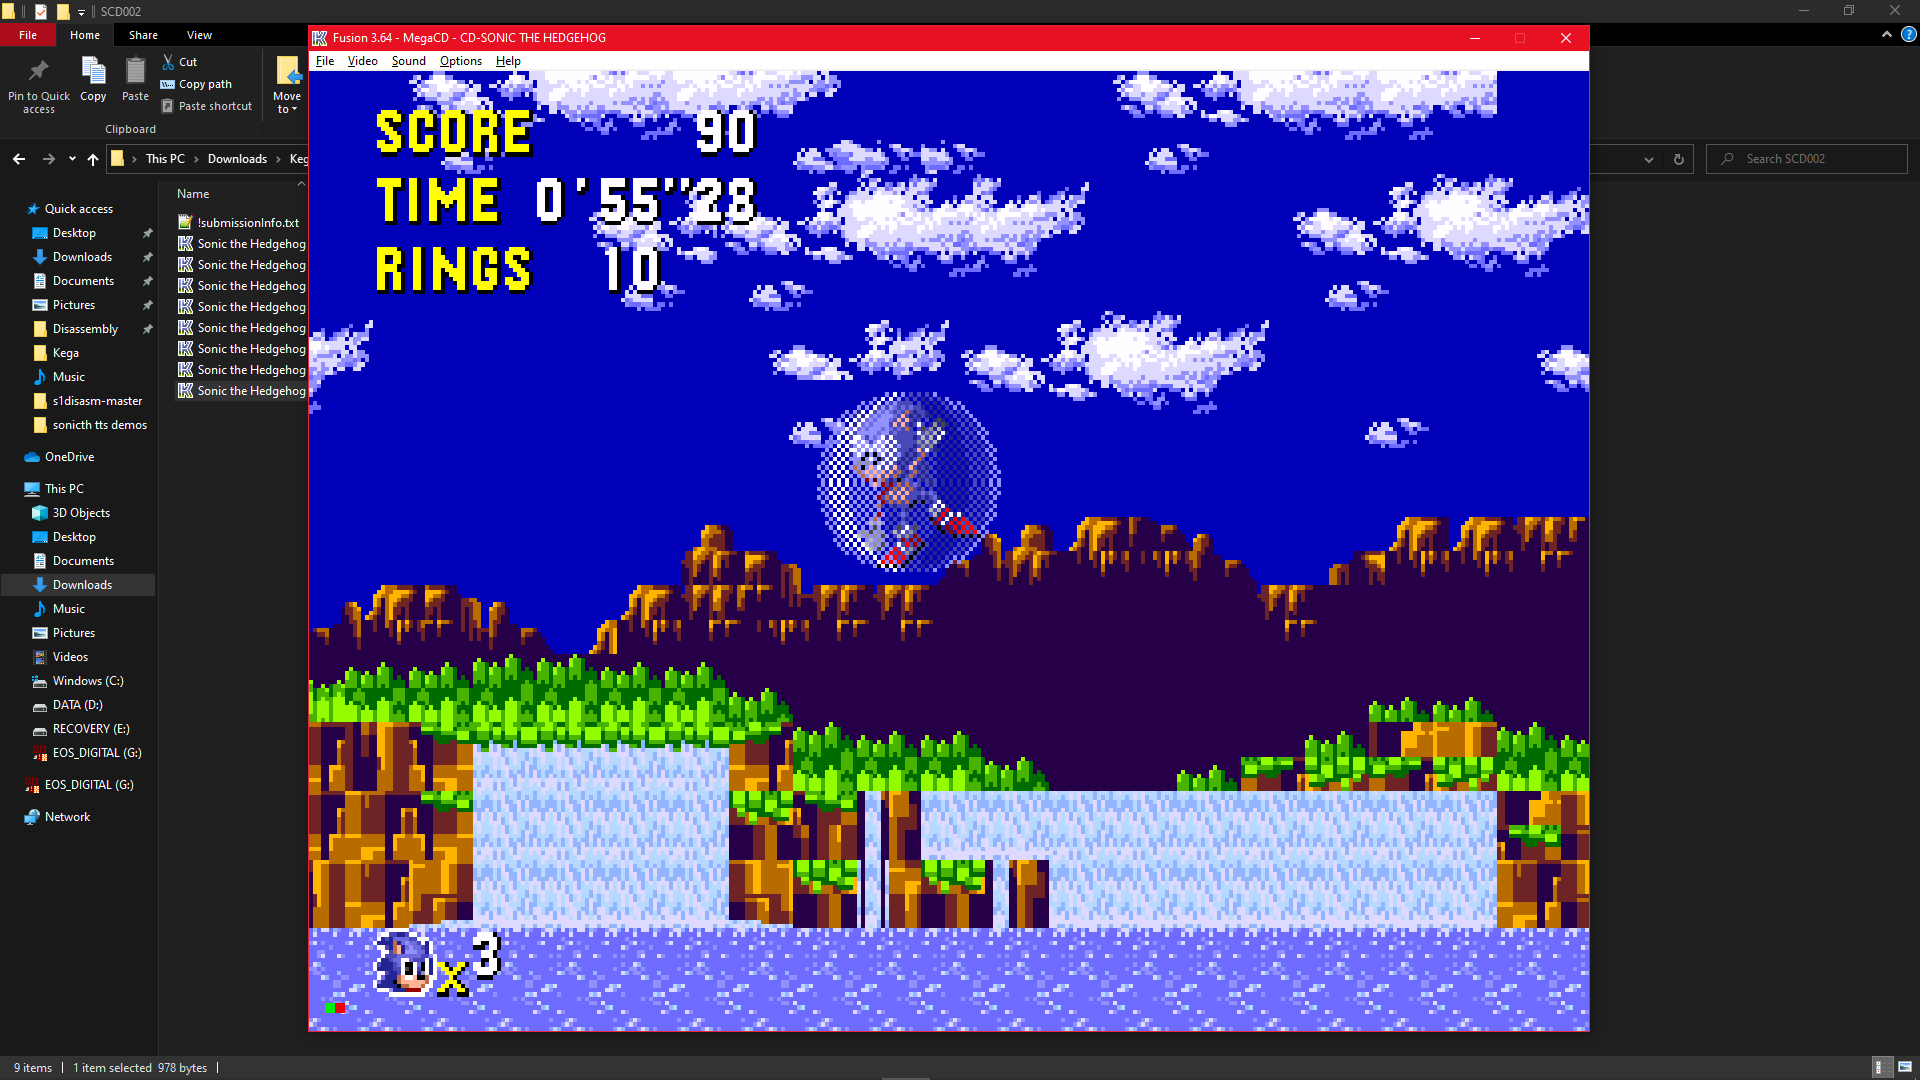 SCD002
File Home Share View
Pin to Quick access
Copy
Paste
Cut
Copy path
Paste shortcut
Move to
Clipboard
This PC Downloads Keg
Search SCD002
Quick access
Desktop
Downloads
Documents
Pictures
Disassembly
Kega
Music
s1disasm-master
sonicth tts demos
OneDrive
This PC
3D Objects
Desktop
Documents
Downloads
Music
Pictures
Videos
Windows (C:)
DATA (D:)
RECOVERY (E:)
EOS_DIGITAL (G:)
EOS_DIGITAL (G:)
Network
Name
!submissionInfo.txt
Sonic the Hedgehog
Sonic the Hedgehog
Sonic the Hedgehog
Sonic the Hedgehog
Sonic the Hedgehog
Sonic the Hedgehog
Sonic the Hedgehog
Sonic the Hedgehog
Fusion 3.64 - MegaCD - CD-SONIC THE HEDGEHOG
File Video Sound Options Help
SCORE 90
TIME 0'55"28
RINGS 10
X 3
9 items 1 item selected 978 bytes